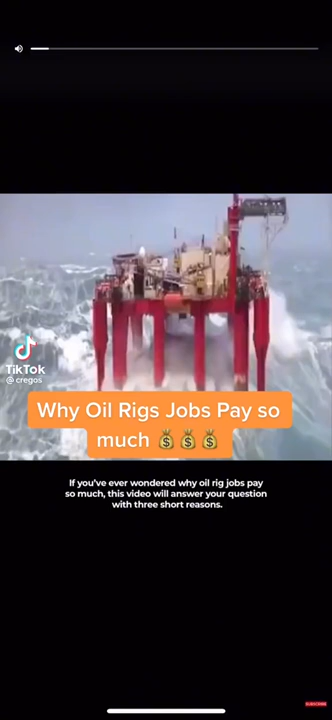 TikTok
@ cregos
Why Oil Rigs Jobs Pay so
much 💰💰💰
If you've ever wondered why oil rig jobs pay
so much, this video will answer your question
with three short reasons.
SUBSCRIBE